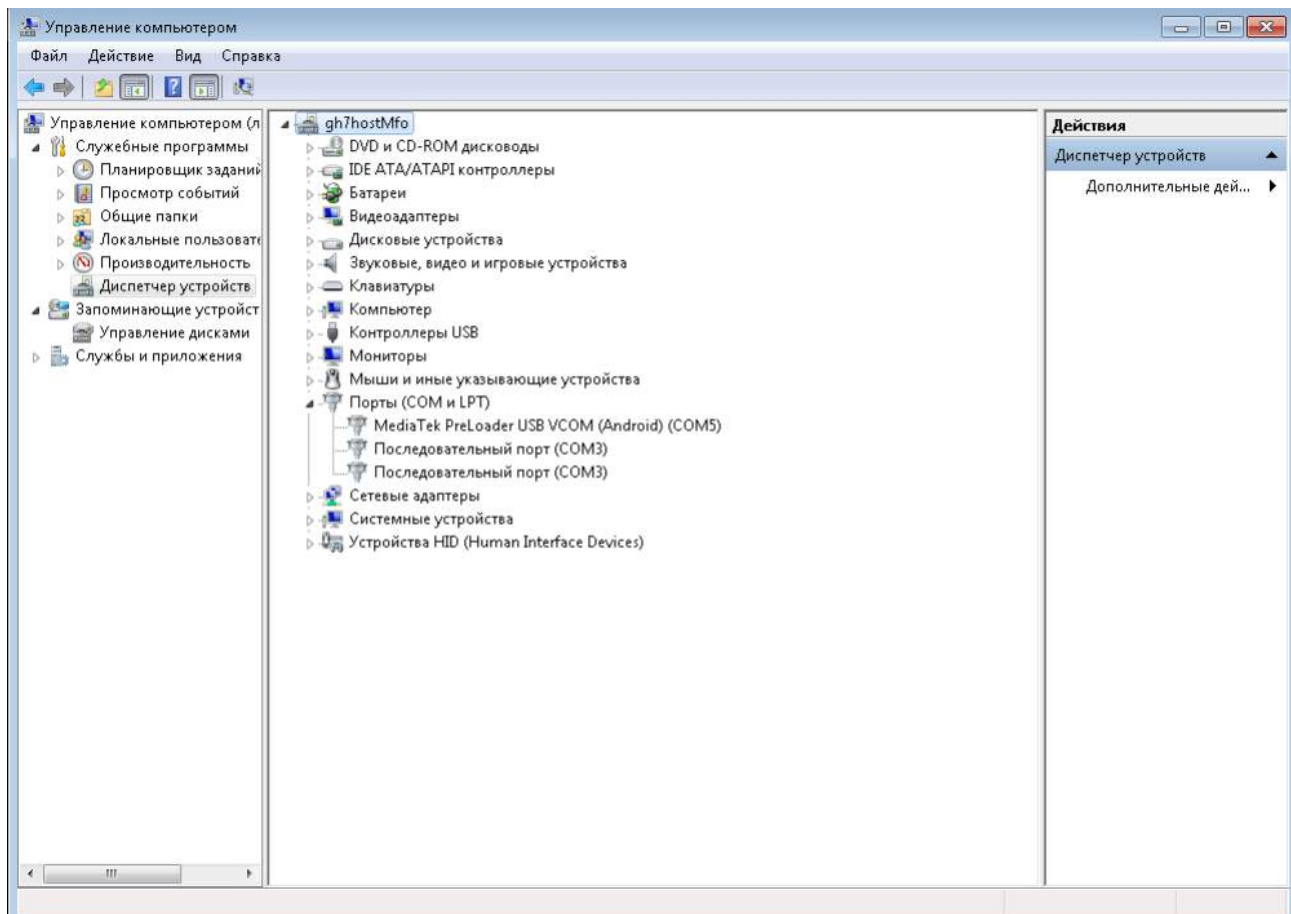 Управление компьютером
Файл Действие Вид Справка
Управление компьютером (л
Служебные программы
Планировщик заданий
Просмотр событий
Общие папки
Локальные пользовате
Производительность
Диспетчер устройств
Запоминающие устройст
Управление дисками
Службы и приложения
gh7hostMfo
DVD и CD-ROM дисководы
IDE ATA/ATAPI контроллеры
Батареи
Видеоадаптеры
Дисковые устройства
Звуковые, видео и игровые устройства
Клавиатуры
Компьютер
Контроллеры USB
Мониторы
Мыши и иные указывающие устройства
Порты (COM и LPT)
MediaTek PreLoader USB VCOM (Android) (COM5)
Последовательный порт (COM3)
Последовательный порт (COM3)
Сетевые адаптеры
Системные устройства
Устройства HID (Human Interface Devices)
Действия
Диспетчер устройств
Дополнительные дей...